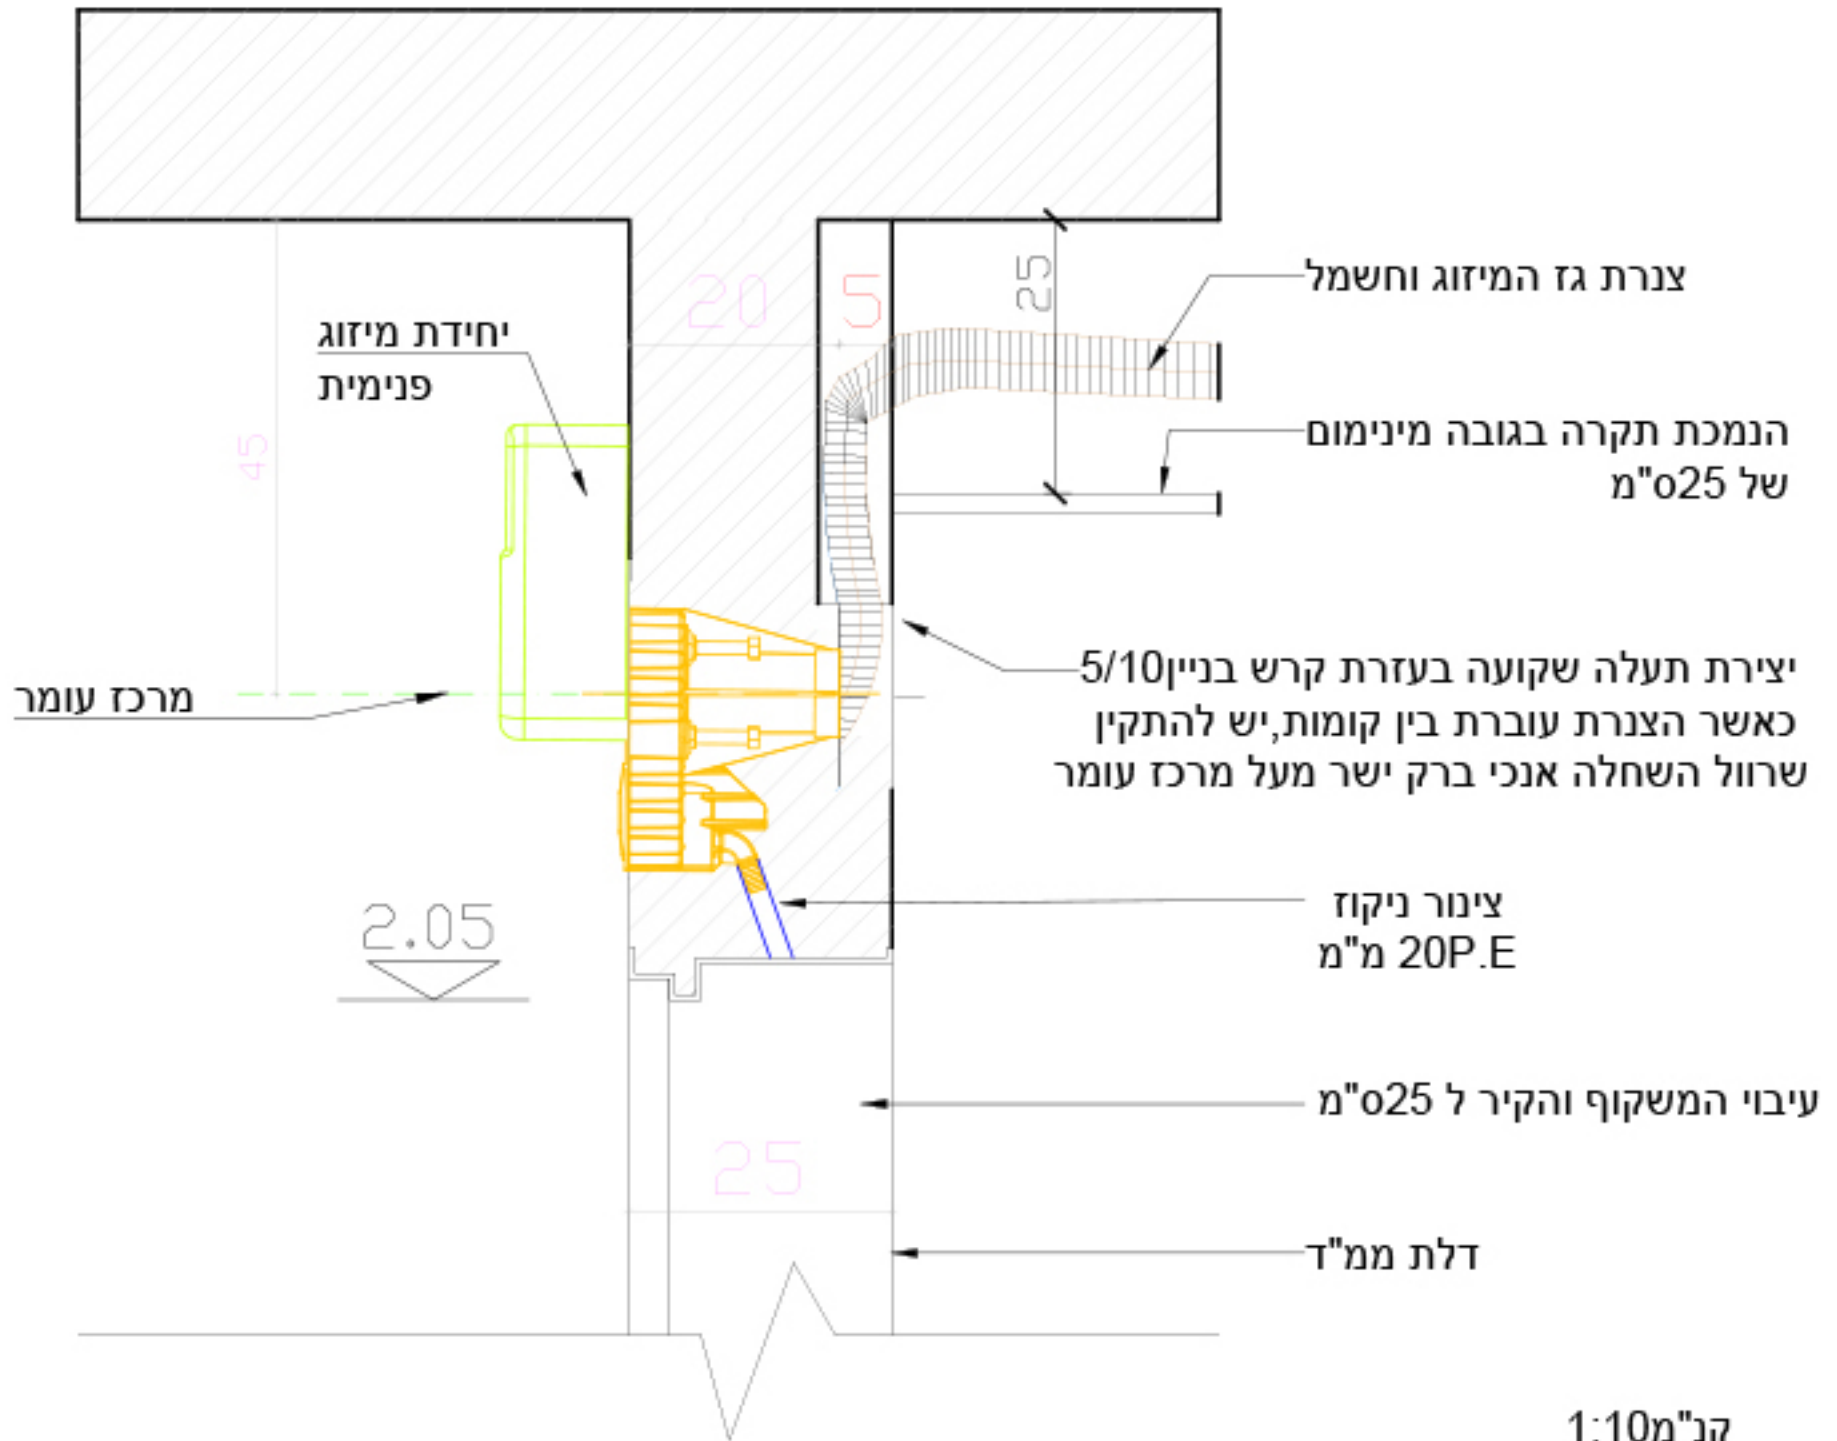 20
5
25
צנרת גז המיזוג וחשמל
יחידת מיזוג
פנימית
45
הנמכת תקרה בגובה מינימום
של 25ס"מ
יצירת תעלה שקועה בעזרת קרש בניין5/10
כאשר הצנרת עוברת בין קומות,יש להתקין
שרוול השחלה אנכי ברק ישר מעל מרכז עומר
מרכז עומר
צינור ניקוז
20P.E מ"מ
2.05
עיבוי המשקוף והקיר ל 25ס"מ
25
דלת ממ"ד
קנ"מ1:10